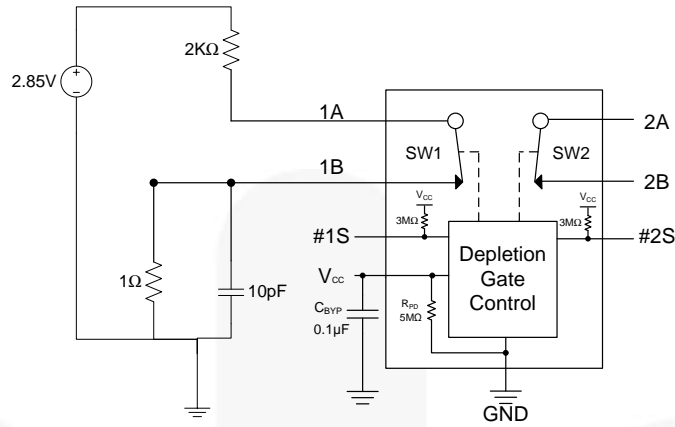 2KΩ
2.85V
+
−
1A
2A
SW1
SW2
1B
2B
VCC
VCC
3MΩ
3MΩ
#1S
#2S
Depletion
Gate
Control
1Ω
10pF
VCC
CBYP
0.1µF
RPD
5MΩ
GND